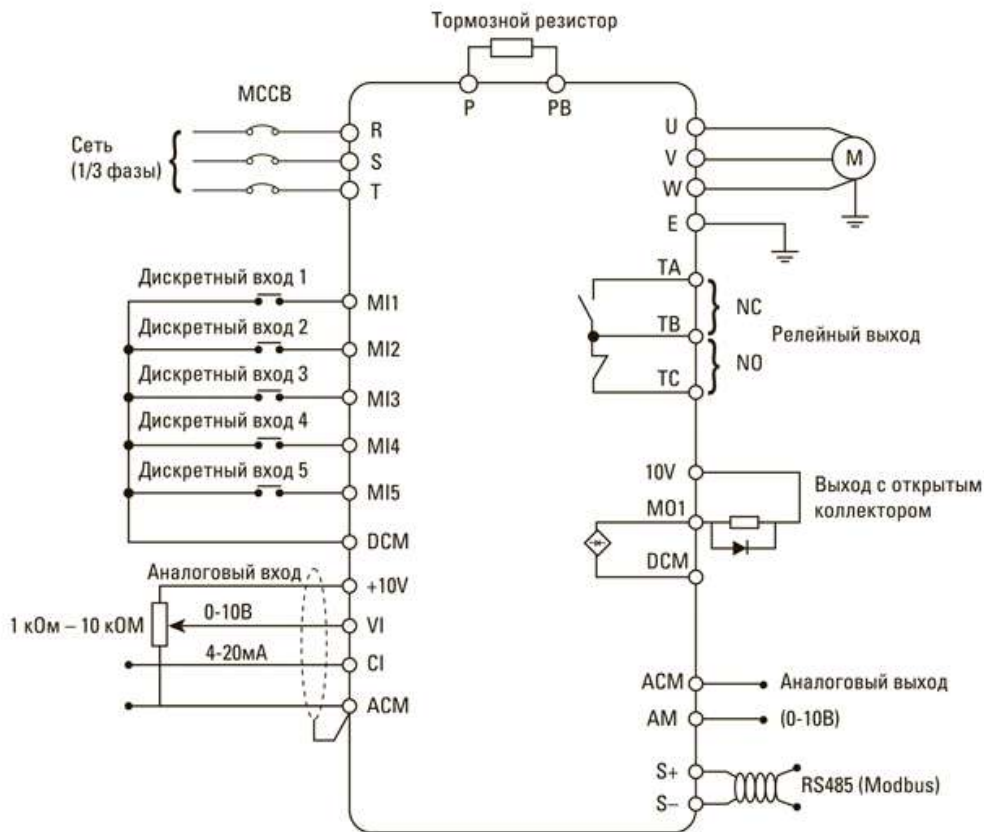 Тормозной резистор
P
PB
MCCB
R
S
T
Сеть
(1/3 фазы)
U
V
W
M
E
TA
NC
TB
Релейный выход
NO
TC
Дискретный вход 1
MI1
Дискретный вход 2
MI2
Дискретный вход 3
MI3
Дискретный вход 4
MI4
Дискретный вход 5
MI5
DCM
10V
MO1
Выход с открытым
коллектором
DCM
Аналоговый вход
+10V
0-10В
VI
1 кОм – 10 кОМ
4-20мА
CI
ACM
ACM
Аналоговый выход
AM
(0-10В)
S+
S–
RS485 (Modbus)